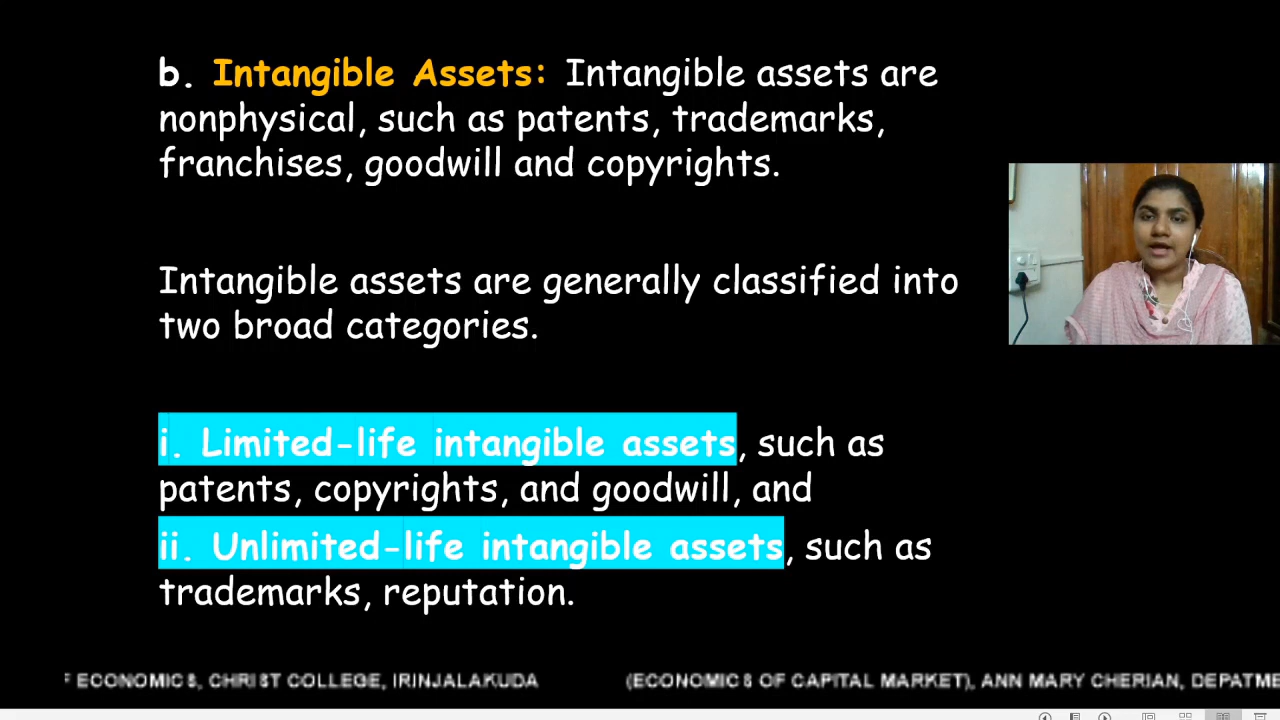 b. Intangible Assets: Intangible assets are
nonphysical, such as patents, trademarks,
franchises, goodwill and copyrights.
Intangible assets are generally classified into
two broad categories.
i. Limited-life intangible assets, such as
patents, copyrights, and goodwill, and
ii. Unlimited-life intangible assets, such as
trademarks, reputation.
ECONOMICS, CHRIST COLLEGE, IRINJALAKUDA (ECONOMICS OF CAPITAL MARKET), ANN MARY CHERIAN, DEPATME